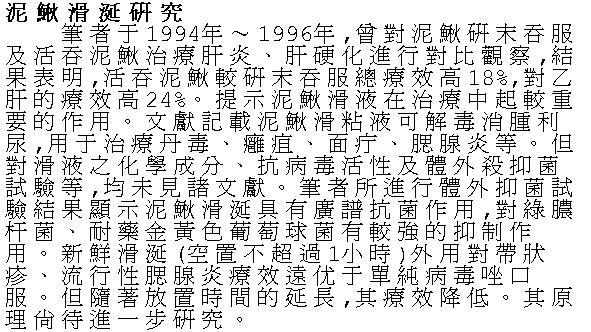 泥鰍滑涎研究
筆者于1994年～1996年,曾對泥鰍研末吞服
及活吞泥鰍治療肝炎、肝硬化進行對比觀察,結
果表明,活吞泥鰍較研末吞服總療效高18%,對乙
肝的療效高24%。提示泥鰍滑液在治療中起較重
要的作用。文獻記載泥鰍滑粘液可解毒消腫利
尿,用于治療丹毒、癰疽、面疔、腮腺炎等。但
對滑液之化學成分、抗病毒活性及體外殺抑菌
試驗等,均未見諸文獻。筆者所進行體外抑菌試
驗結果顯示泥鰍滑涎具有廣譜抗菌作用,對綠膿
杆菌、耐藥金黃色葡萄球菌有較強的抑制作
用。新鮮滑涎(空置不超過1小時)外用對帶狀
疹、流行性腮腺炎療效遠优于單純病毒唑口
服。但隨著放置時間的延長,其療效降低。其原
理尙待進一步研究。